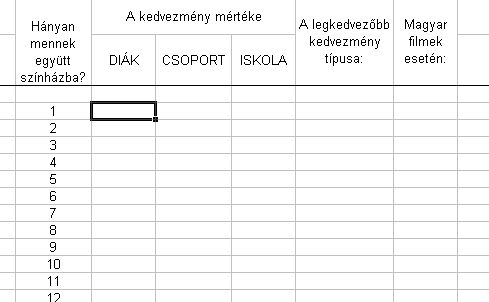 Hányan
mennek
együtt
színházba?
A kedvezmény mértéke
DIÁK
CSOPORT
ISKOLA
A legkedvezőbb
kedvezmény
típusa:
Magyar
filmek
esetén:
1
2
3
4
5
6
7
8
9
10
11
12